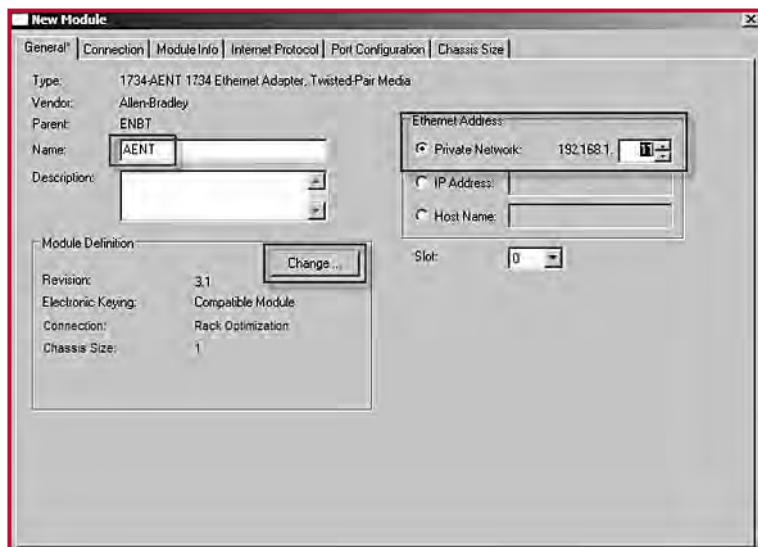 New Module
General* Connection Module Info Internet Protocol Port Configuration Chassis Size
Type: 1734-AENT 1734 Ethernet Adapter, Twisted-Pair Media
Vendor: Allen-Bradley
Parent: ENBT
Name: AENT
Description:
Ethernet Address
Private Network: 192.168.1. 11
IP Address:
Host Name:
Module Definition
Change ...
Slot: 0
Revision: 3.1
Electronic Keying: Compatible Module
Connection: Rack Optimization
Chassis Size: 1